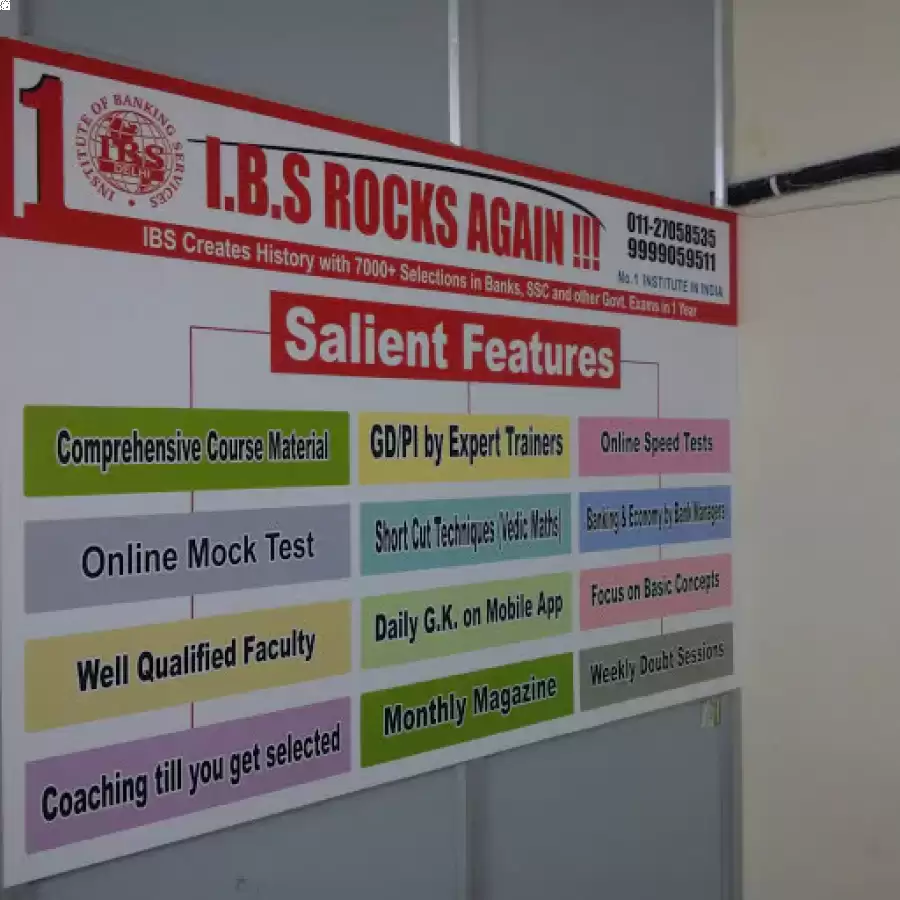 1
INSTITUTE OF BANKING SERVICES
IBS
DELHI
I.B.S ROCKS AGAIN !!!
011-27058535
9999059511
No.1 INSTITUTE IN INDIA
IBS Creates History with 7000+ Selections in Banks, SSC and other Govt. Exams in 1 Year
Salient Features
Comprehensive Course Material
GD/PI by Expert Trainers
Online Speed Tests
Online Mock Test
Short Cut Techniques (Vedic Maths)
Banking & Economy by Bank Managers
Well Qualified Faculty
Daily G.K. on Mobile App
Focus on Basic Concepts
Coaching till you get selected
Monthly Magazine
Weekly Doubt Sessions